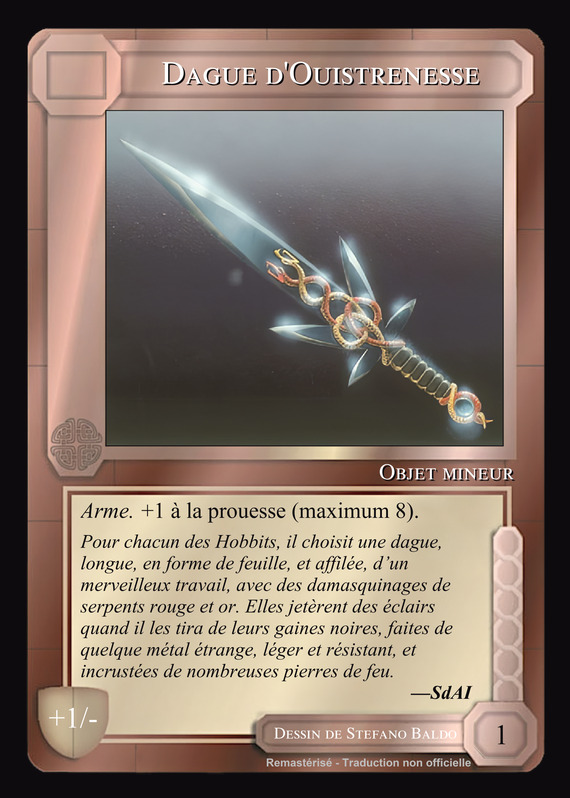 Dague d'Ouistrenesse
Objet mineur
Arme. +1 à la prouesse (maximum 8).
Pour chacun des Hobbits, il choisit une dague,
longue, en forme de feuille, et affilée, d’un
merveilleux travail, avec des damasquinages de
serpents rouge et or. Elles jetèrent des éclairs
quand il les tira de leurs gaines noires, faites de
quelque métal étrange, léger et résistant, et
incrustées de nombreuses pierres de feu.
—SdAI
+1/-
Dessin de Stefano Baldo
1
Remastérisé - Traduction non officielle